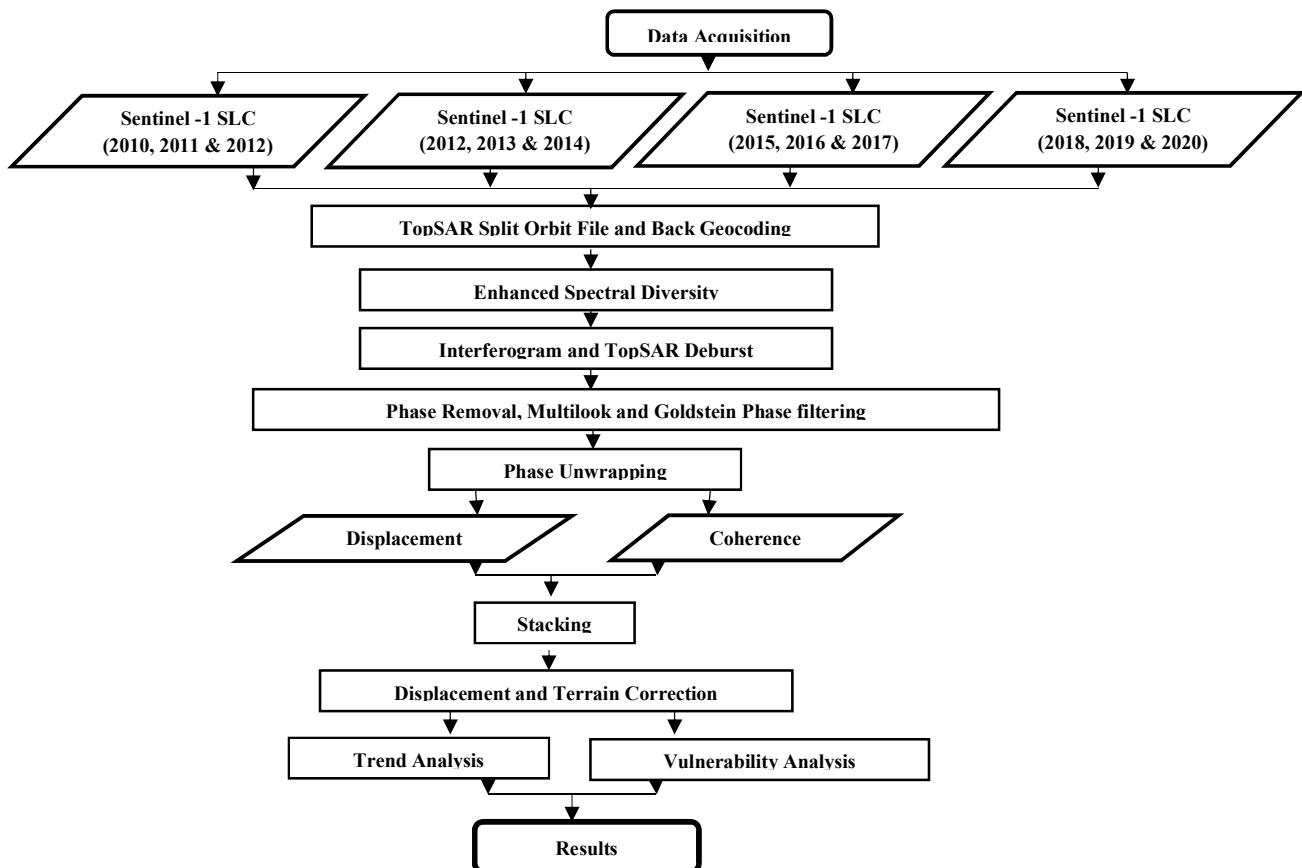 Data Acquisition
Sentinel -1 SLC
(2010, 2011 & 2012)
Sentinel -1 SLC
(2012, 2013 & 2014)
Sentinel -1 SLC
(2015, 2016 & 2017)
Sentinel -1 SLC
(2018, 2019 & 2020)
TopSAR Split Orbit File and Back Geocoding
Enhanced Spectral Diversity
Interferogram and TopSAR Deburst
Phase Removal, Multilook and Goldstein Phase filtering
Phase Unwrapping
Displacement
Coherence
Stacking
Displacement and Terrain Correction
Trend Analysis
Vulnerability Analysis
Results